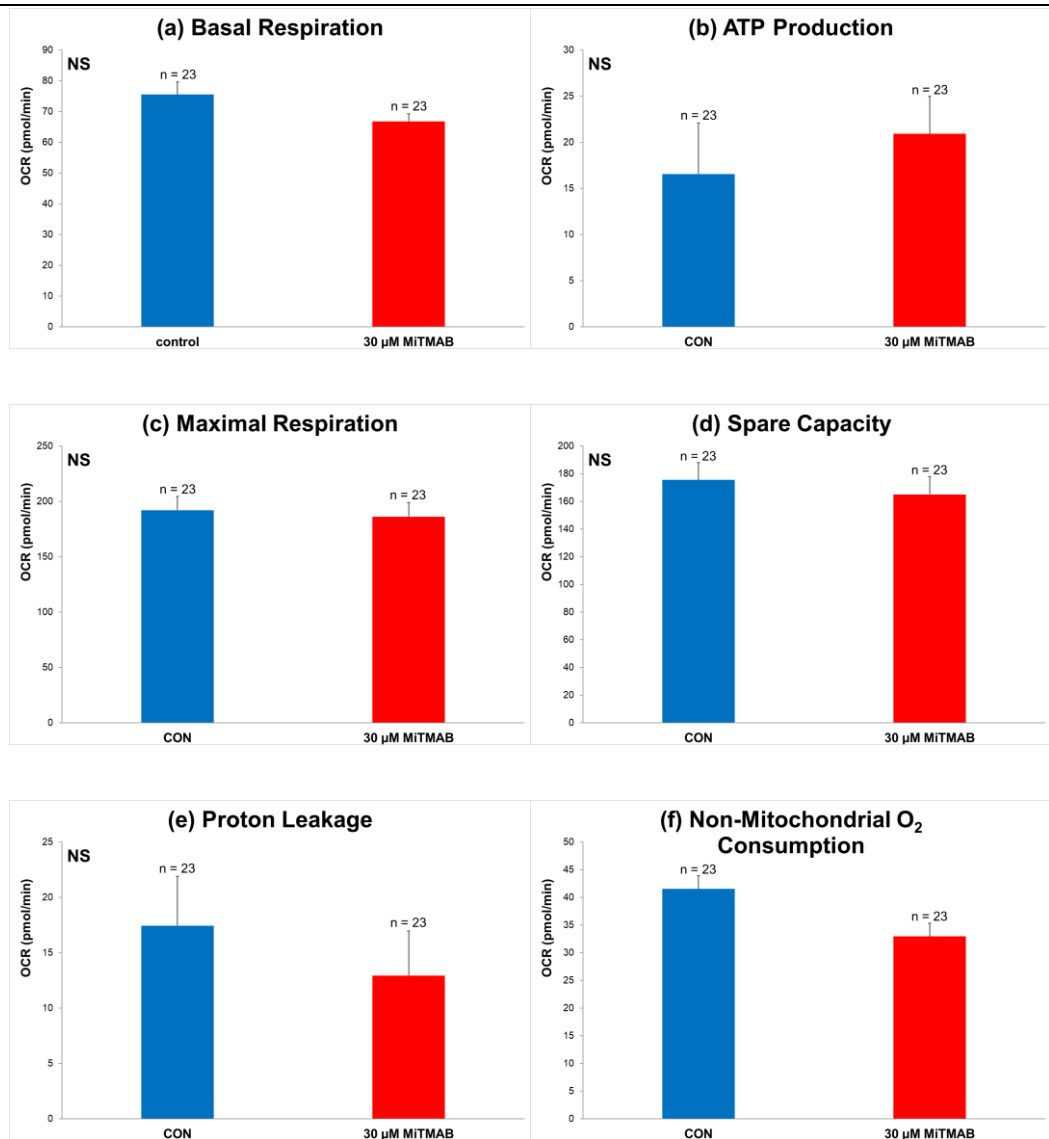 (a) Basal Respiration
NS
n = 23
n = 23
OCR (pmol/min)
90
80
70
60
50
40
30
20
10
0
control
30 µM MiTMAB
(b) ATP Production
NS
n = 23
n = 23
OCR (pmol/min)
30
25
20
15
10
5
0
CON
30 µM MiTMAB
(c) Maximal Respiration
NS
n = 23
n = 23
OCR (pmol/min)
250
200
150
100
50
0
CON
30 µM MiTMAB
(d) Spare Capacity
NS
n = 23
n = 23
OCR (pmol/min)
200
180
160
140
120
100
80
60
40
20
0
CON
30 µM MiTMAB
(e) Proton Leakage
NS
n = 23
n = 23
OCR (pmol/min)
25
20
15
10
5
0
CON
30 µM MiTMAB
(f) Non-Mitochondrial O₂
Consumption
n = 23
n = 23
OCR (pmol/min)
50
45
40
35
30
25
20
15
10
5
0
CON
30 µM MiTMAB